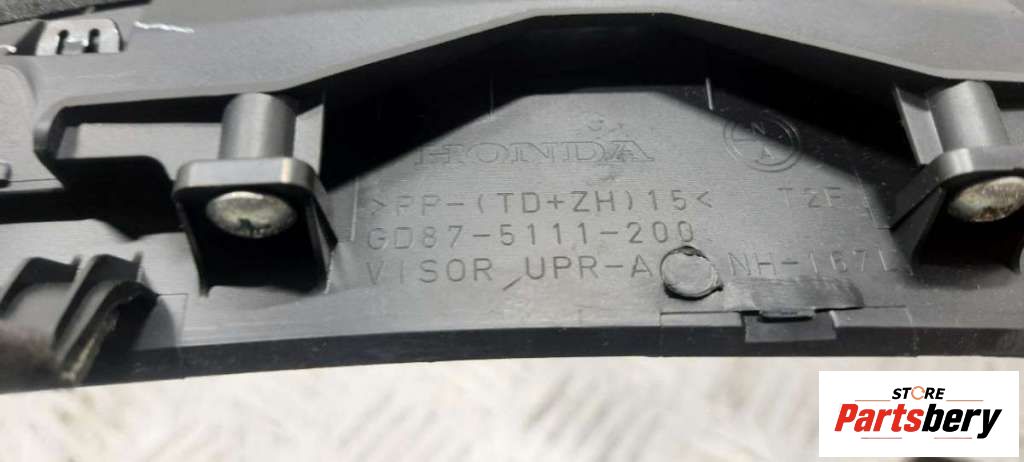 HONDA
>PP-(TD+ZH)15< T2F
GD87-5111-200
VISOR UPR-A NH-167L
STORE
Partsbery